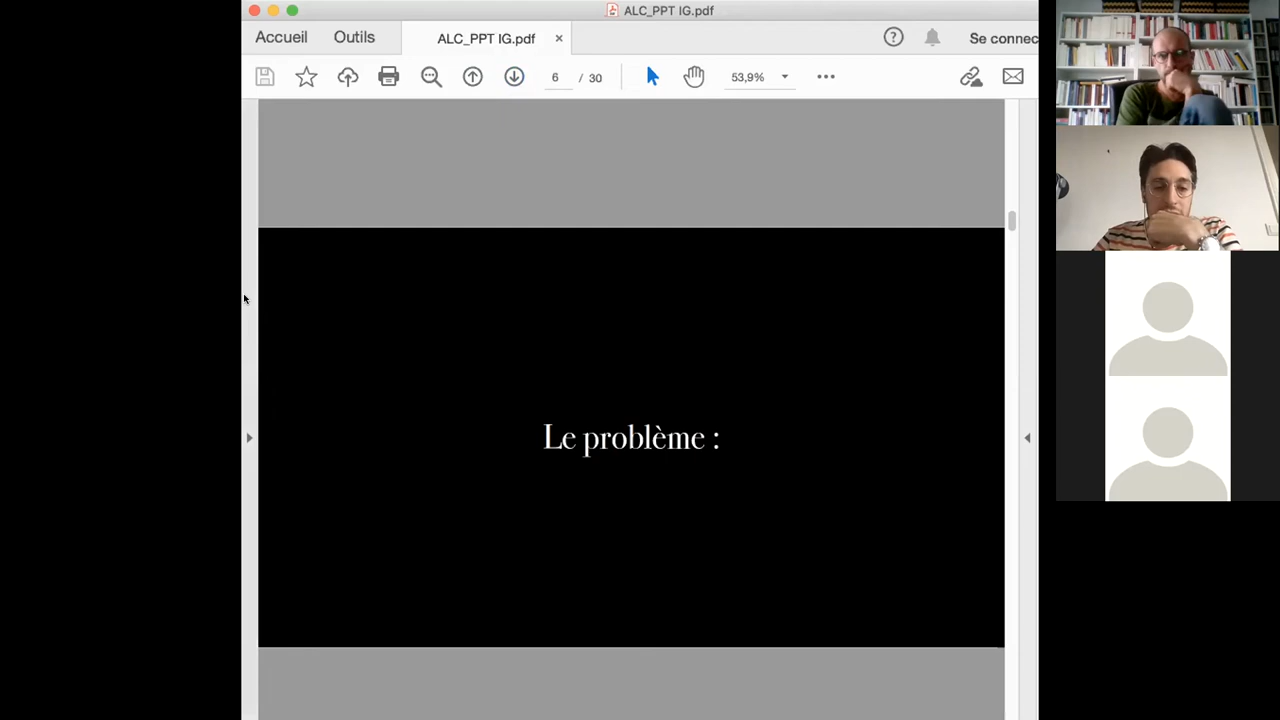 ALC_PPT IG.pdf
Accueil
Outils
ALC_PPT IG.pdf
Se connec
6 / 30
53,9%
Le problème :